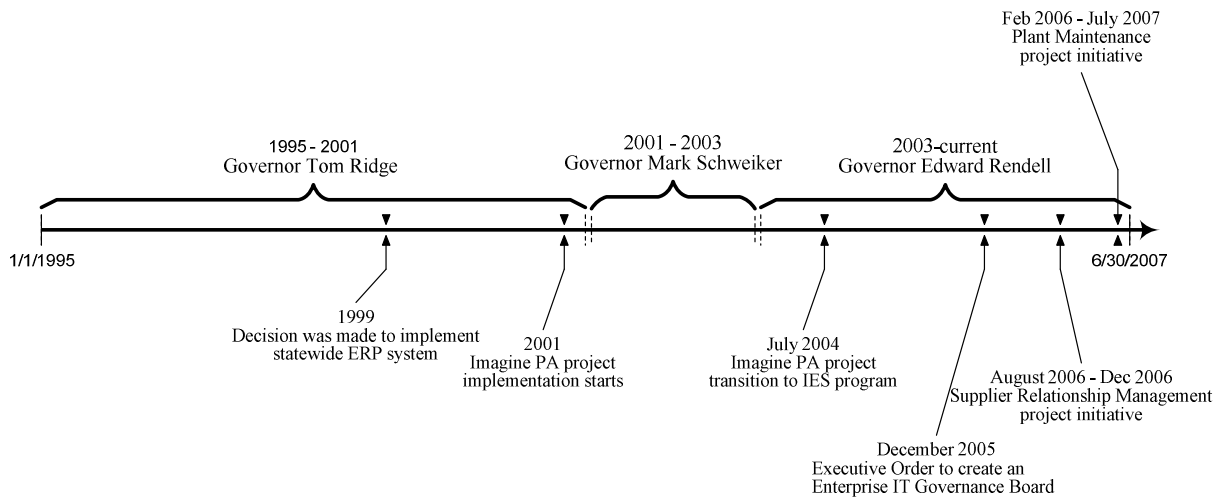 Feb 2006 - July 2007
Plant Maintenance
project initiative
1995 - 2001
Governor Tom Ridge
2001 - 2003
Governor Mark Schweiker
2003-current
Governor Edward Rendell
1/1/1995
6/30/2007
1999
Decision was made to implement
statewide ERP system
2001
Imagine PA project
implementation starts
July 2004
Imagine PA project
transition to IES program
August 2006 - Dec 2006
Supplier Relationship Management
project initiative
December 2005
Executive Order to create an
Enterprise IT Governance Board